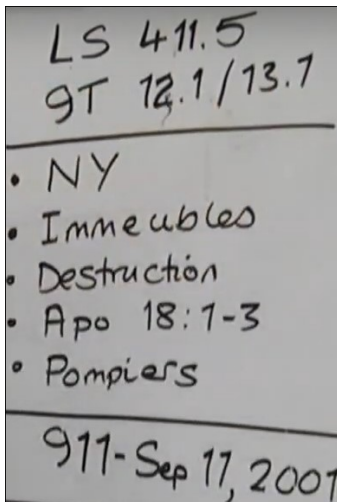 LS 411.5
9T 12.1/13.1
• NY
• Immeubles
• Destruction
• Apo 18:1-3
• Pompiers
911-Sep 11, 2001